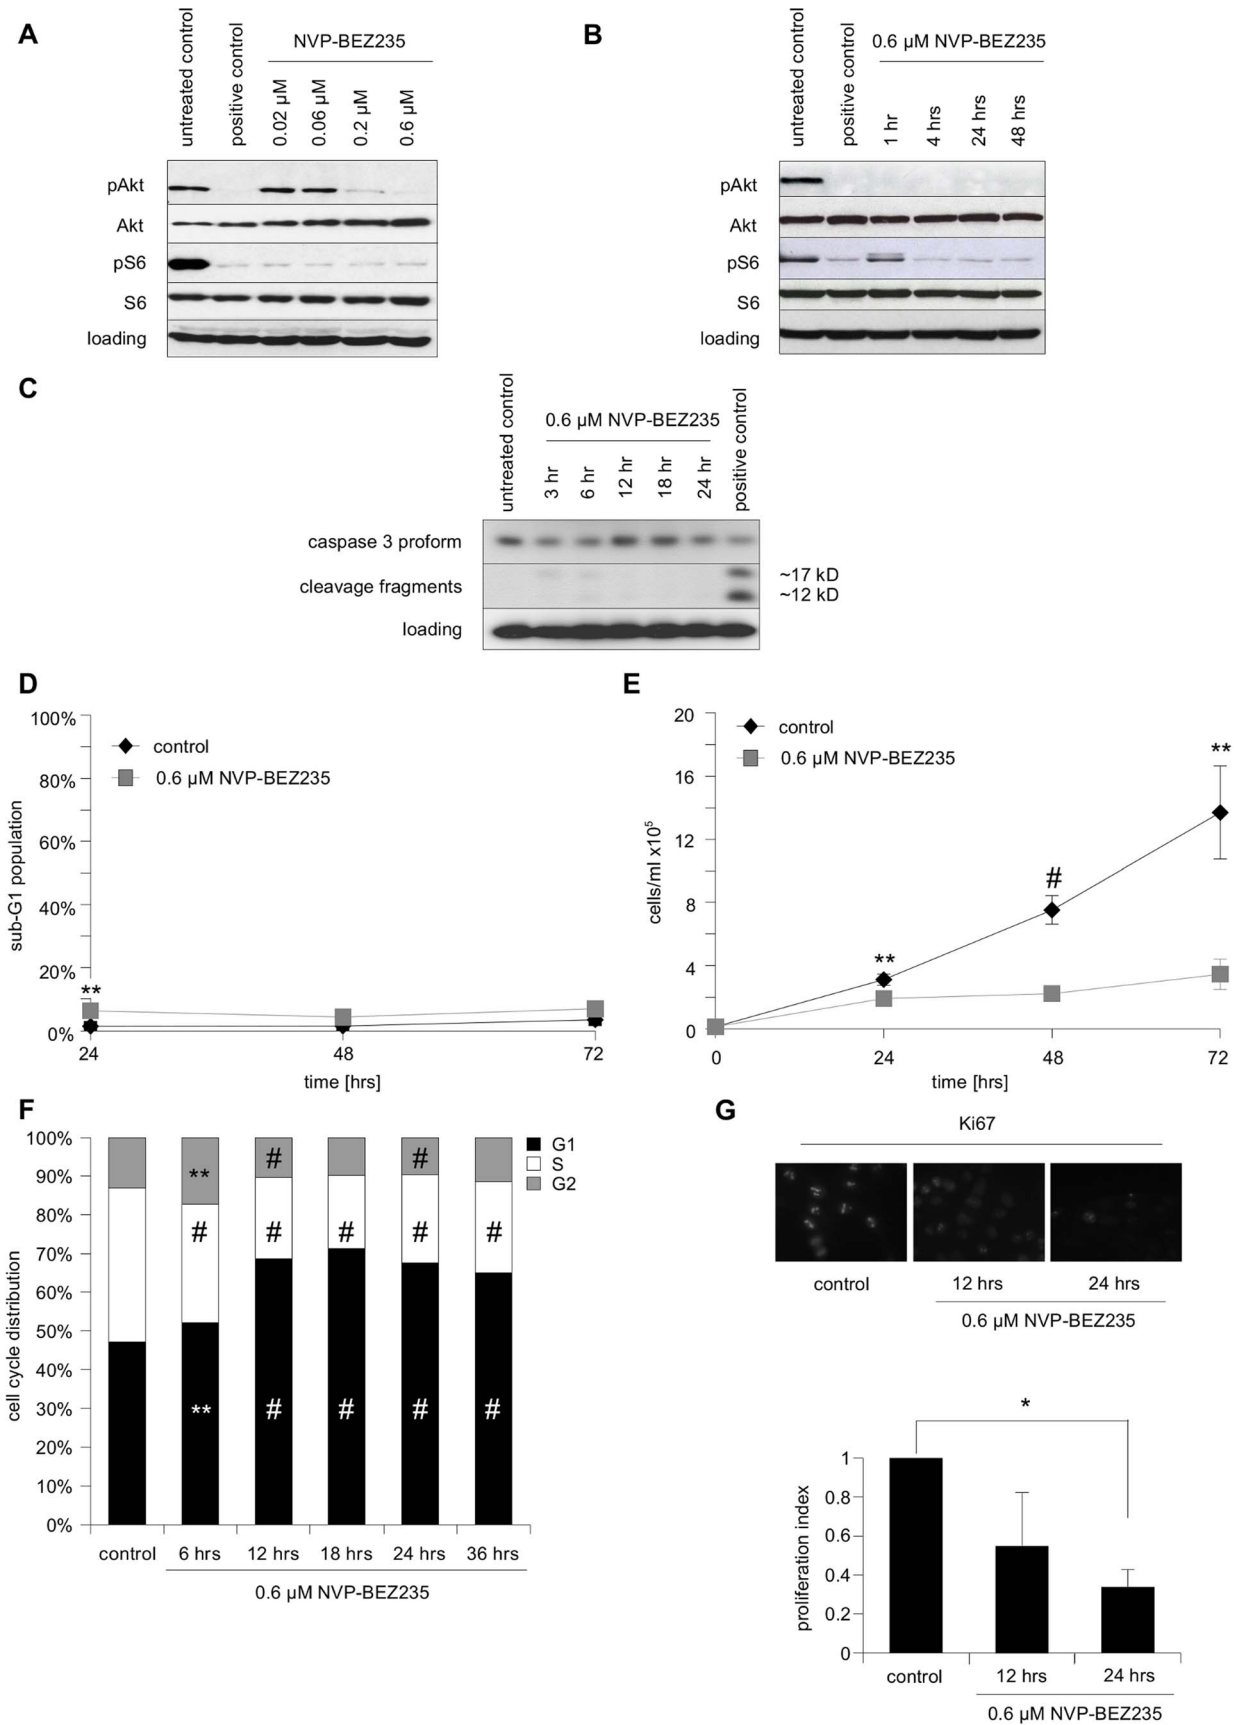 A
untreated control
positive control
NVP-BEZ235
0.02 µM
0.06 µM
0.2 µM
0.6 µM
pAkt
Akt
pS6
S6
loading
B
untreated control
positive control
0.6 µM NVP-BEZ235
1 hr
4 hrs
24 hrs
48 hrs
pAkt
Akt
pS6
S6
loading
C
untreated control
0.6 µM NVP-BEZ235
3 hr
6 hr
12 hr
18 hr
24 hr
positive control
caspase 3 proform
cleavage fragments
~17 kD
~12 kD
loading
D
100%
80%
60%
40%
20%
0%
sub-G1 population
control
0.6 µM NVP-BEZ235
**
24
48
72
time [hrs]
E
20
16
12
8
4
0
cells/ml x10⁵
control
0.6 µM NVP-BEZ235
**
#
**
0
24
48
72
time [hrs]
F
100%
90%
80%
70%
60%
50%
40%
30%
20%
10%
0%
cell cycle distribution
G1
S
G2
** # #
# # # # #
** # # # #
control
6 hrs
12 hrs
18 hrs
24 hrs
36 hrs
0.6 µM NVP-BEZ235
G
Ki67
control
12 hrs
24 hrs
0.6 µM NVP-BEZ235
*
1
0.8
0.6
0.4
0.2
0
proliferation index
control
12 hrs
24 hrs
0.6 µM NVP-BEZ235